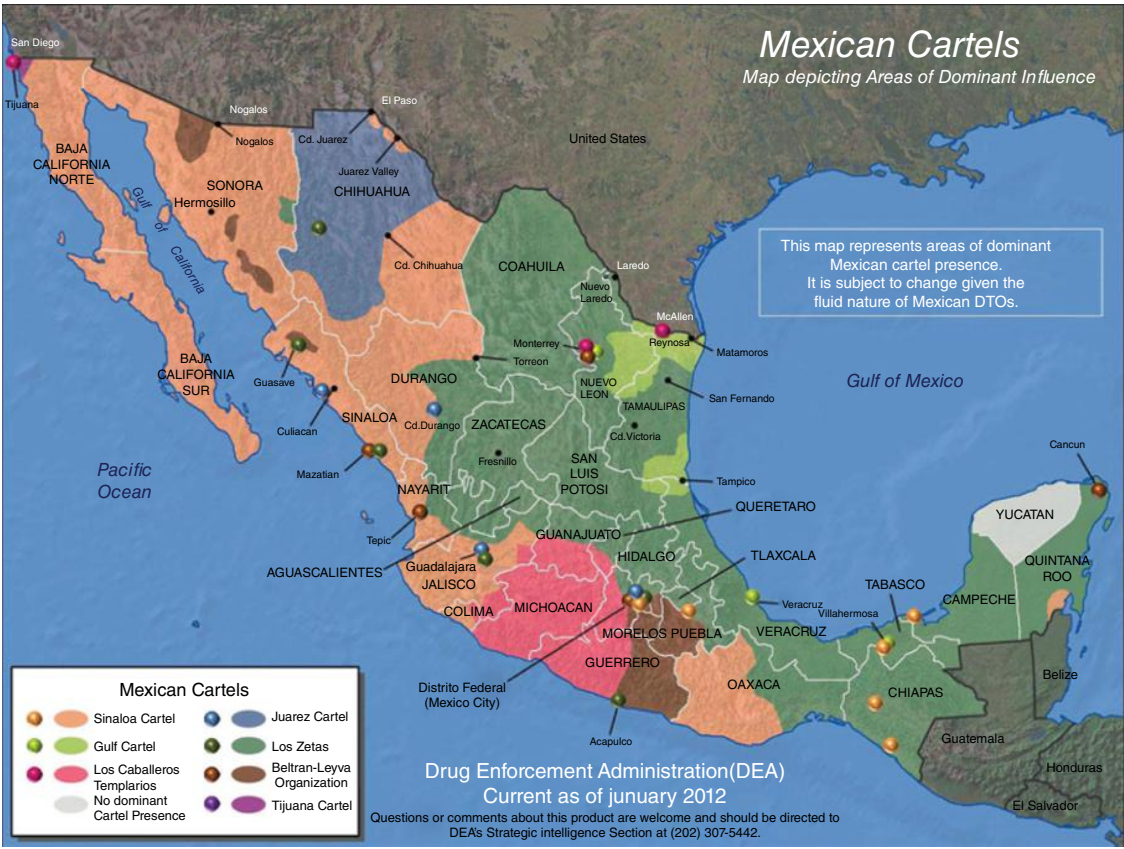 Mexican Cartels
Map depicting Areas of Dominant Influence
San Diego
Tijuana
BAJA
CALIFORNIA
NORTE
Nogalos
Nogalos
SONORA
Hermosillo
Gulf of California
El Paso
Cd. Juarez
Juarez Valley
CHIHUAHUA
Cd. Chihuahua
United States
This map represents areas of dominant
Mexican cartel presence.
It is subject to change given the
fluid nature of Mexican DTOs.
COAHUILA
Laredo
Nuevo
Laredo
McAllen
Reynosa
Matamoros
Monterrey
Torreon
NUEVO
LEON
TAMAULIPAS
San Fernando
Cd.Victoria
Gulf of Mexico
BAJA
CALIFORNIA
SUR
Guasave
Culiacan
SINALOA
DURANGO
Cd.Durango
ZACATECAS
Fresnillo
SAN
LUIS
POTOSI
Tampico
Mazatian
NAYARIT
Tepic
Pacific
Ocean
Cancun
YUCATAN
QUINTANA
ROO
QUERETARO
GUANAJUATO
HIDALGO
TLAXCALA
AGUASCALIENTES
Guadalajara
JALISCO
COLIMA
MICHOACAN
MORELOS
PUEBLA
Veracruz
VERACRUZ
TABASCO
Villahermosa
CAMPECHE
GUERRERO
Distrito Federal
(Mexico City)
OAXACA
CHIAPAS
Acapulco
Belize
Guatemala
Honduras
El Salvador
Mexican Cartels
Sinaloa Cartel
Gulf Cartel
Los Caballeros
Templarios
No dominant
Cartel Presence
Juarez Cartel
Los Zetas
Beltran-Leyva
Organization
Tijuana Cartel
Drug Enforcement Administration(DEA)
Current as of junuary 2012
Questions or comments about this product are welcome and should be directed to
DEA's Strategic intelligence Section at (202) 307-5442.